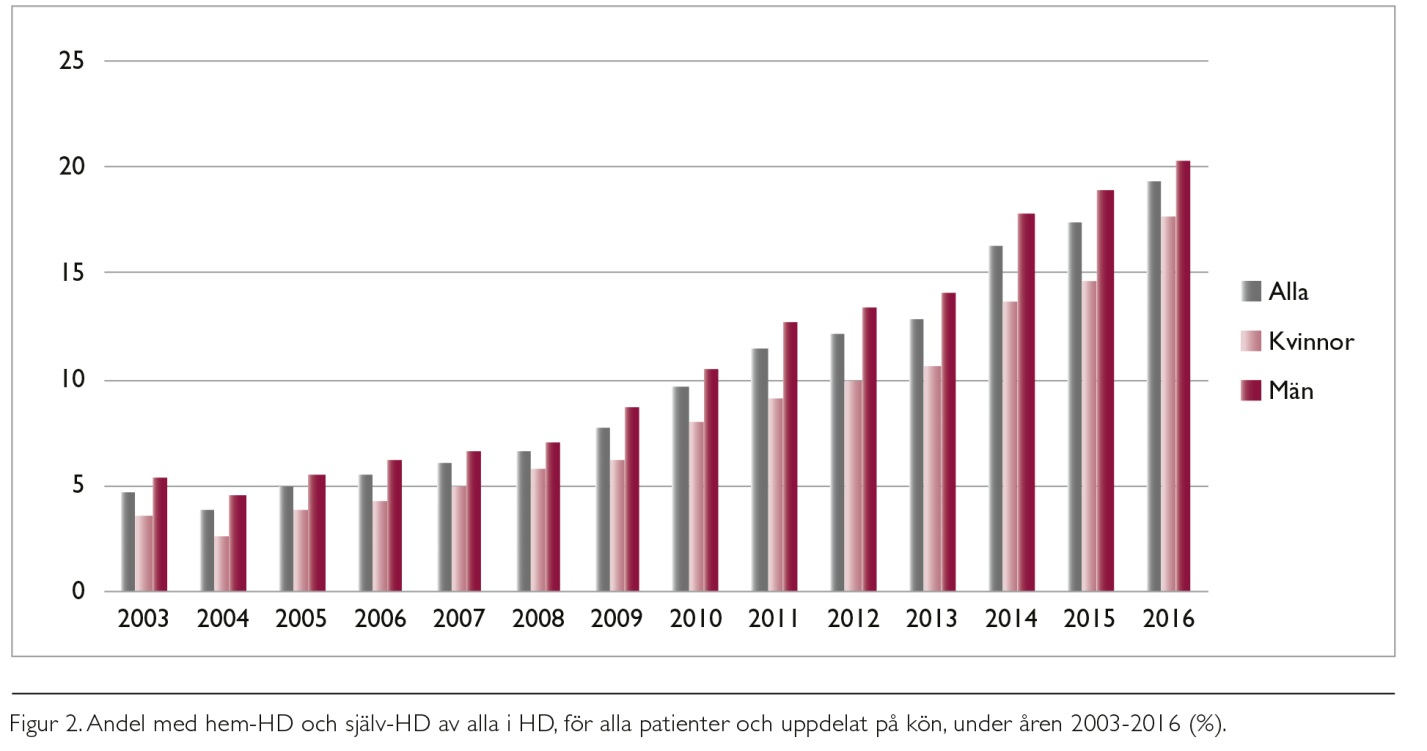 25
20
15
10
5
0
2003 2004 2005 2006 2007 2008 2009 2010 2011 2012 2013 2014 2015 2016
Alla
Kvinnor
Män
Figur 2. Andel med hem-HD och själv-HD av alla i HD, för alla patienter och uppdelat på kön, under åren 2003-2016 (%).